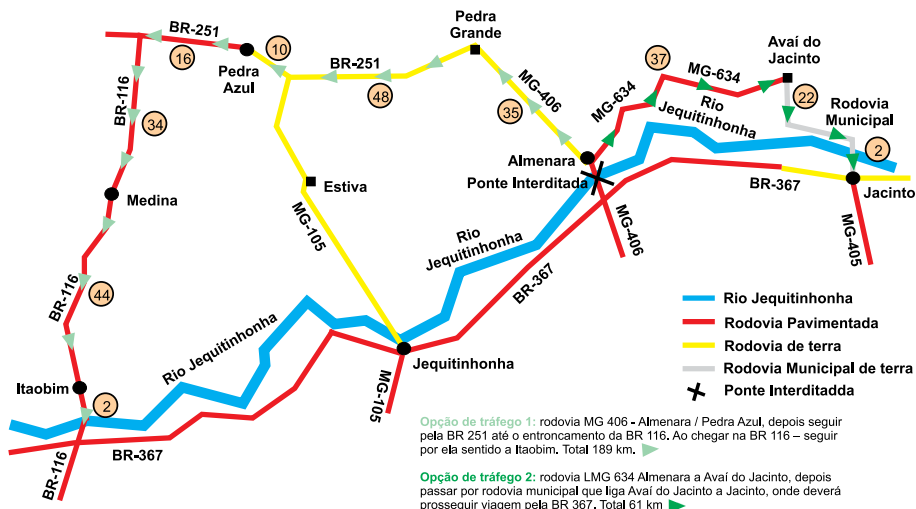 BR-251
16
Pedra
Azul
10
BR-251
48
Pedra
Grande
MG-406
35
37
MG-634
MG-634
Avaí do
Jacinto
22
Rodovia
Municipal
2
Rio
Jequitinhonha
BR-116
34
Medina
Estiva
MG-105
Almenara
Ponte Interditada
BR-367
Jacinto
MG-405
MG-406
Rio
Jequitinhonha
BR-367
BR-116
44
Rio Jequitinhonha
Itaobim
2
Jequitinhonha
MG-105
BR-116
BR-367
Rio Jequitinhonha
Rodovia Pavimentada
Rodovia de terra
Rodovia Municipal de terra
Ponte Interditadda
Opção de tráfego 1: rodovia MG 406 - Almenara / Pedra Azul, depois seguir
pela BR 251 até o entroncamento da BR 116. Ao chegar na BR 116 – seguir
por ela sentido a Itaobim. Total 189 km.
Opção de tráfego 2: rodovia LMG 634 Almenara a Avaí do Jacinto, depois
passar por rodovia municipal que liga Avaí do Jacinto a Jacinto, onde deverá
prosseguir viagem pela BR 367. Total 61 km